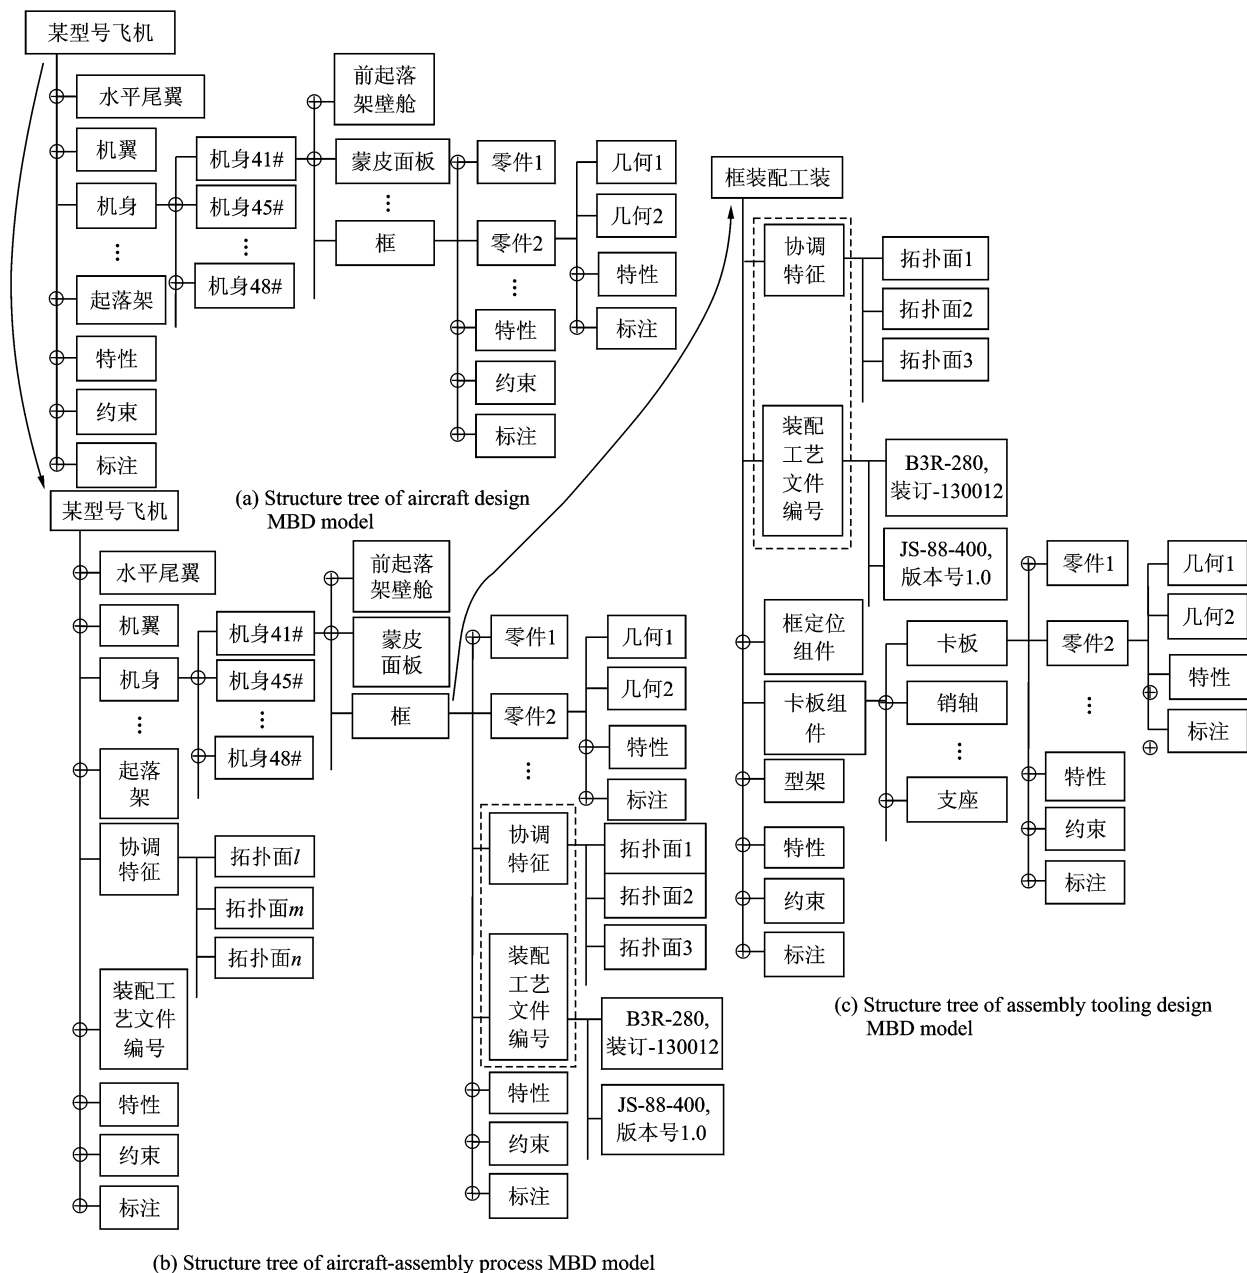 某型号飞机
水平尾翼
机翼
机身
⋮
起落架
特性
约束
标注
机身41#
机身45#
⋮
机身48#
前起落
架壁舱
蒙皮面板
⋮
框
零件1
零件2
⋮
特性
约束
标注
几何1
几何2
特性
标注
(a) Structure tree of aircraft design
MBD model
某型号飞机
水平尾翼
机翼
机身
⋮
起落
架
协调
特征
装配工
艺文件
编号
特性
约束
标注
机身41#
机身45#
⋮
机身48#
拓扑面l
拓扑面m
拓扑面n
前起落
架壁舱
蒙皮
面板
框
零件1
零件2
⋮
协调
特征
装配
工艺
文件
编号
特性
约束
标注
几何1
几何2
特性
标注
拓扑面1
拓扑面2
拓扑面3
B3R-280,
装订-130012
JS-88-400,
版本号1.0
(b) Structure tree of aircraft-assembly process MBD model
框装配工装
协调
特征
装配
工艺
文件
编号
框定位
组件
卡板组
件
型架
特性
约束
标注
拓扑面1
拓扑面2
拓扑面3
B3R-280,
装订-130012
JS-88-400,
版本号1.0
卡板
销轴
⋮
支座
零件1
零件2
⋮
特性
约束
标注
几何1
几何2
特性
标注
(c) Structure tree of assembly tooling design
MBD model